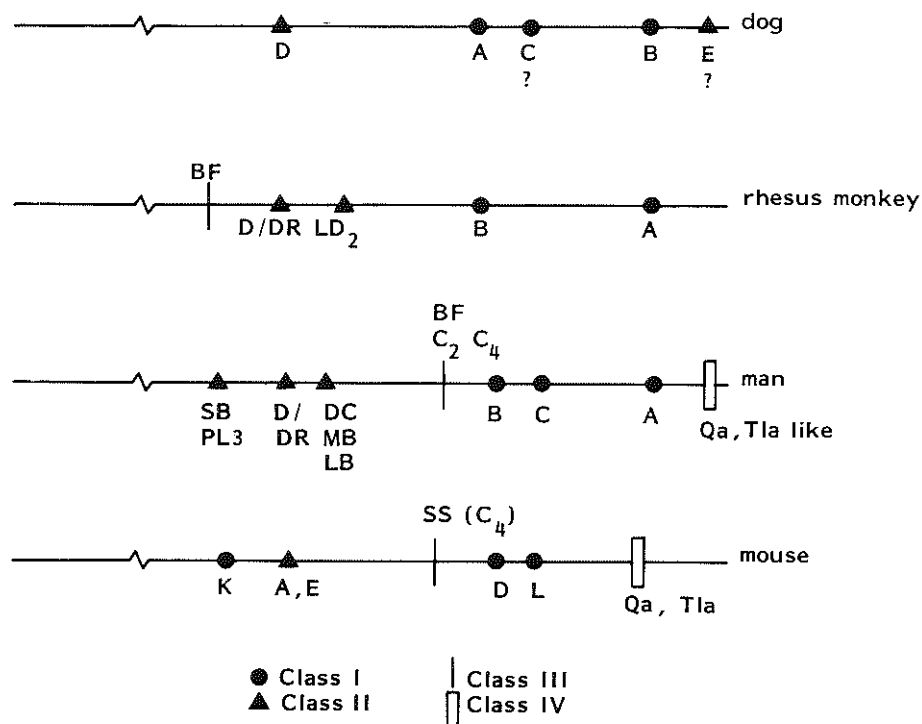 dog
D A C B E
? ?
BF
rhesus monkey
D/DR LD₂ B A
BF
C₂ C₄
man
SB D/ DC B C A Qa, Tla like
PL3 DR MB
LB
SS (C₄)
mouse
K A,E D L Qa, Tla
Class I Class III
Class II Class IV